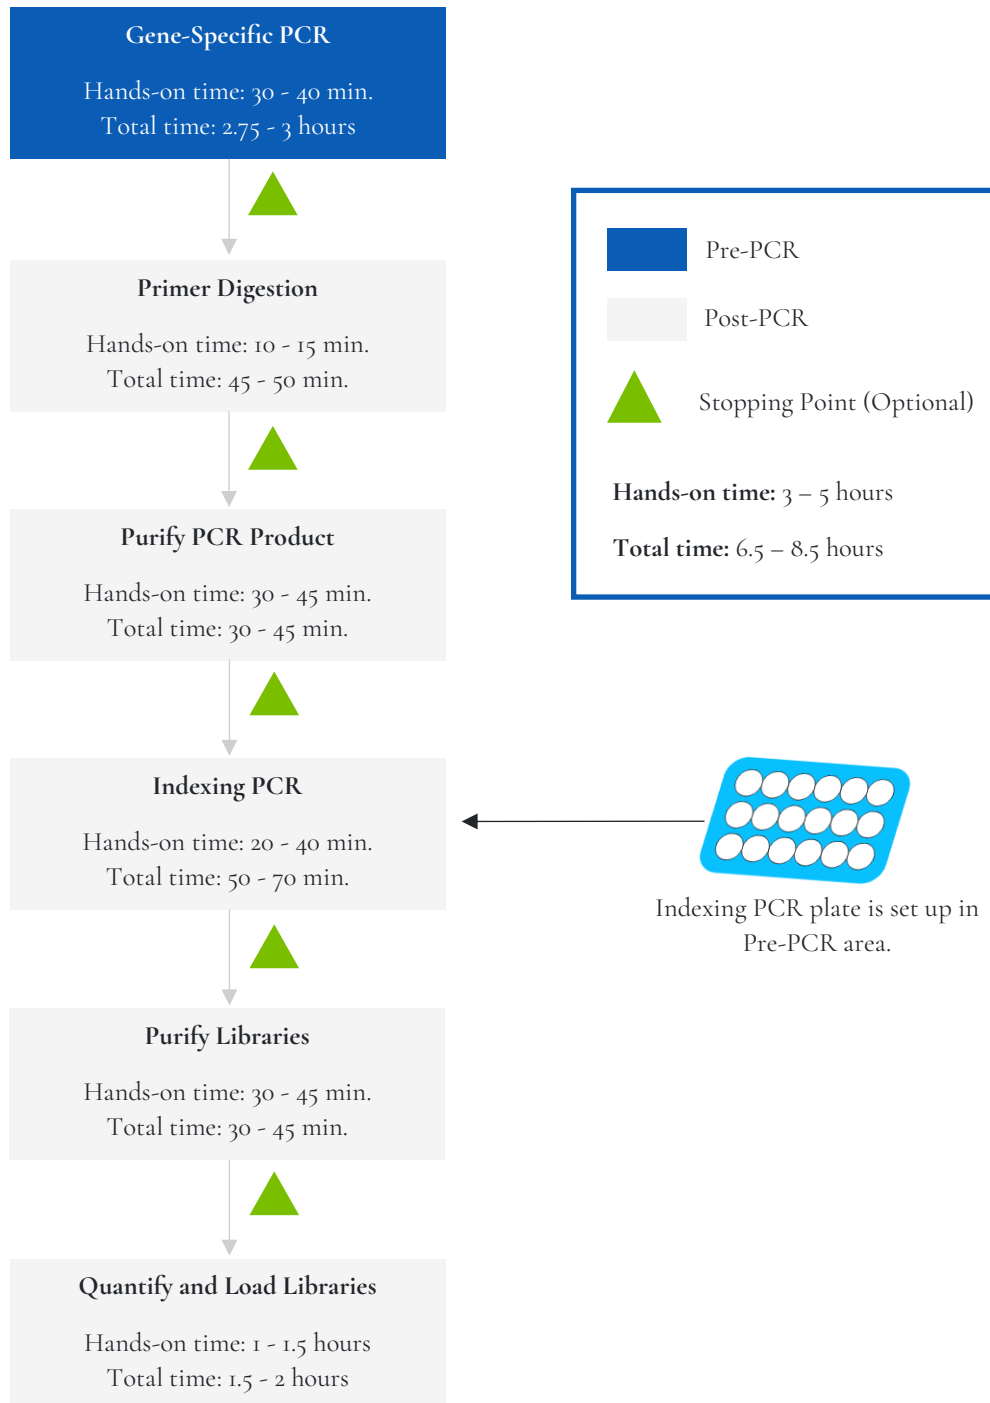 Gene-Specific PCR
Hands-on time: 30 - 40 min.
Total time: 2.75 - 3 hours
Primer Digestion
Hands-on time: 10 - 15 min.
Total time: 45 - 50 min.
Purify PCR Product
Hands-on time: 30 - 45 min.
Total time: 30 - 45 min.
Indexing PCR
Hands-on time: 20 - 40 min.
Total time: 50 - 70 min.
Purify Libraries
Hands-on time: 30 - 45 min.
Total time: 30 - 45 min.
Quantify and Load Libraries
Hands-on time: 1 - 1.5 hours
Total time: 1.5 - 2 hours
Pre-PCR
Post-PCR
Stopping Point (Optional)
Hands-on time: 3 – 5 hours
Total time: 6.5 – 8.5 hours
Indexing PCR plate is set up in
Pre-PCR area.